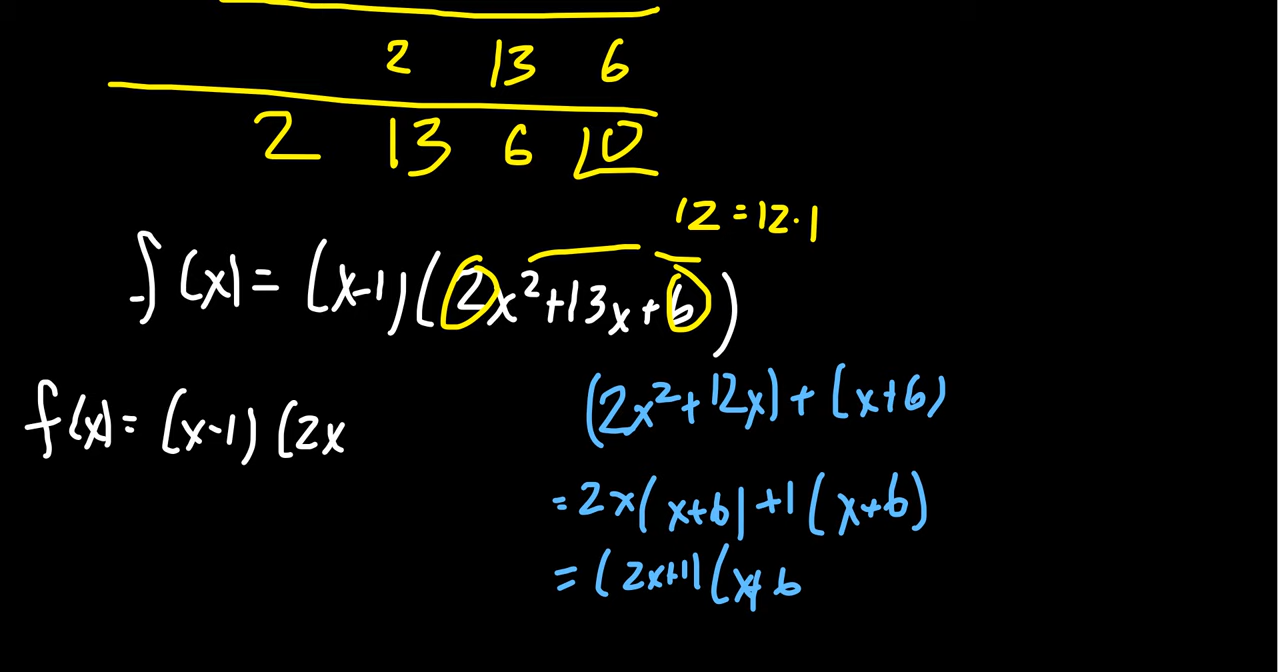 2 13 6
2 13 6 10
12 = 12 · 1
f(x) = (x-1)(2x²+13x+6)
(2x²+12x)+(x+6)
f(x) = (x-1)(2x
= 2x(x+6)+1(x+6)
= (2x+1)(x+6